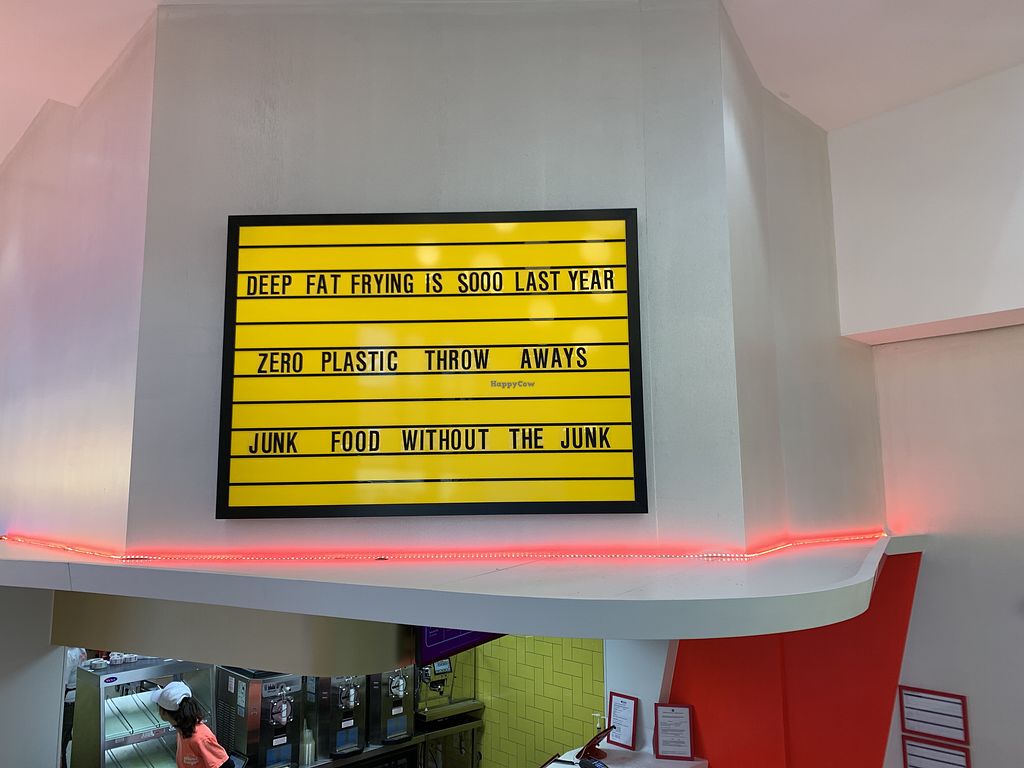 DEEP FAT FRYING IS SOOO LAST YEAR
ZERO PLASTIC THROW AWAYS
HappyCow
JUNK FOOD WITHOUT THE JUNK